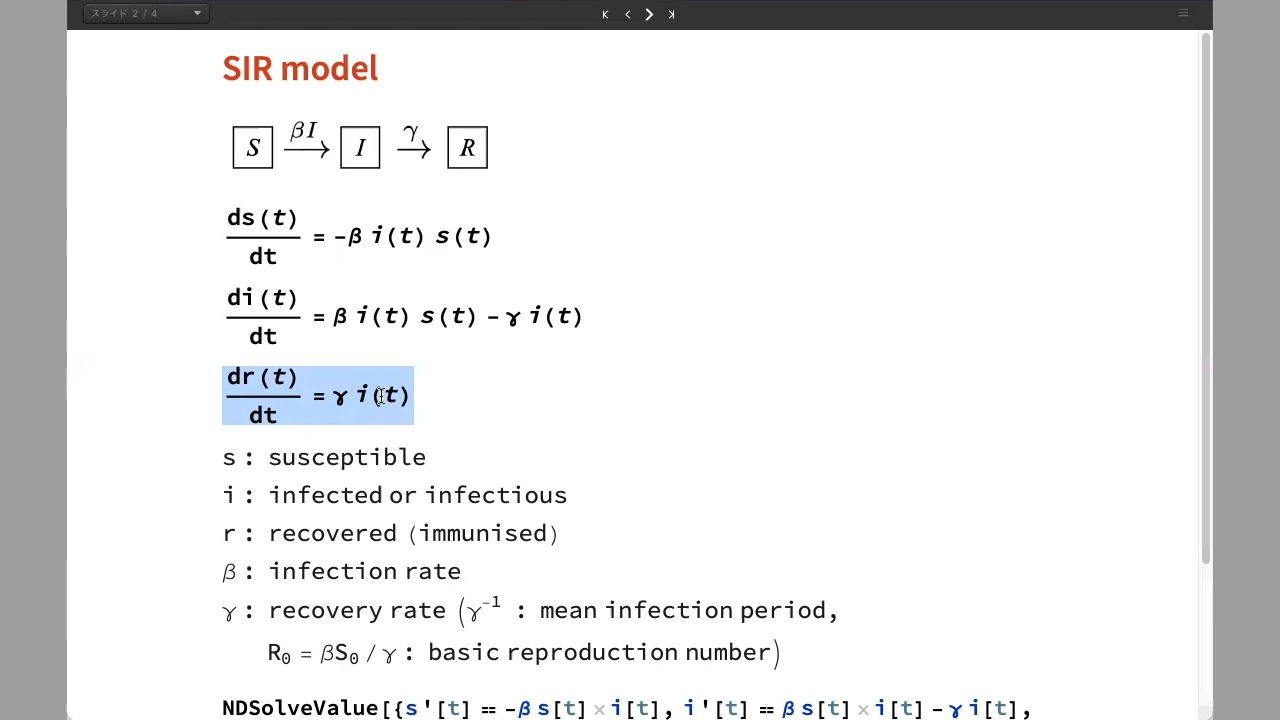 スライド 2 / 4
SIR model
S βI→ I γ→ R
ds(t)/dt = -β i(t) s(t)
di(t)/dt = β i(t) s(t) - γ i(t)
dr(t)/dt = γ i(t)
s : susceptible
i : infected or infectious
r : recovered (immunised)
β : infection rate
γ : recovery rate (γ⁻¹ : mean infection period,
R₀ = βS₀ / γ : basic reproduction number)
NDSolveValue[{s'[t] == -β s[t] × i[t], i'[t] == β s[t] × i[t] - γ i[t],